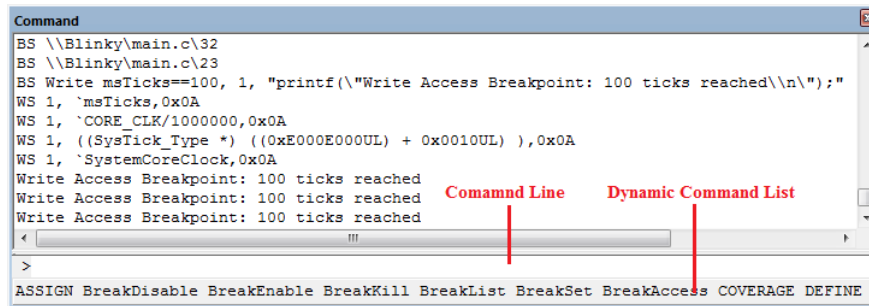 Command
BS \\Blinky\main.c\32
BS \\Blinky\main.c\23
BS Write msTicks==100, 1, "printf(\"Write Access Breakpoint: 100 ticks reached\\n\");"
WS 1, `msTicks,0x0A
WS 1, `CORE_CLK/1000000,0x0A
WS 1, ((SysTick_Type *) ((0xE000E000UL) + 0x0010UL) ),0x0A
WS 1, `SystemCoreClock,0x0A
Write Access Breakpoint: 100 ticks reached
Write Access Breakpoint: 100 ticks reached
Write Access Breakpoint: 100 ticks reached
Comamnd Line
Dynamic Command List
>
ASSIGN BreakDisable BreakEnable BreakKill BreakList BreakSet BreakAccess COVERAGE DEFINE